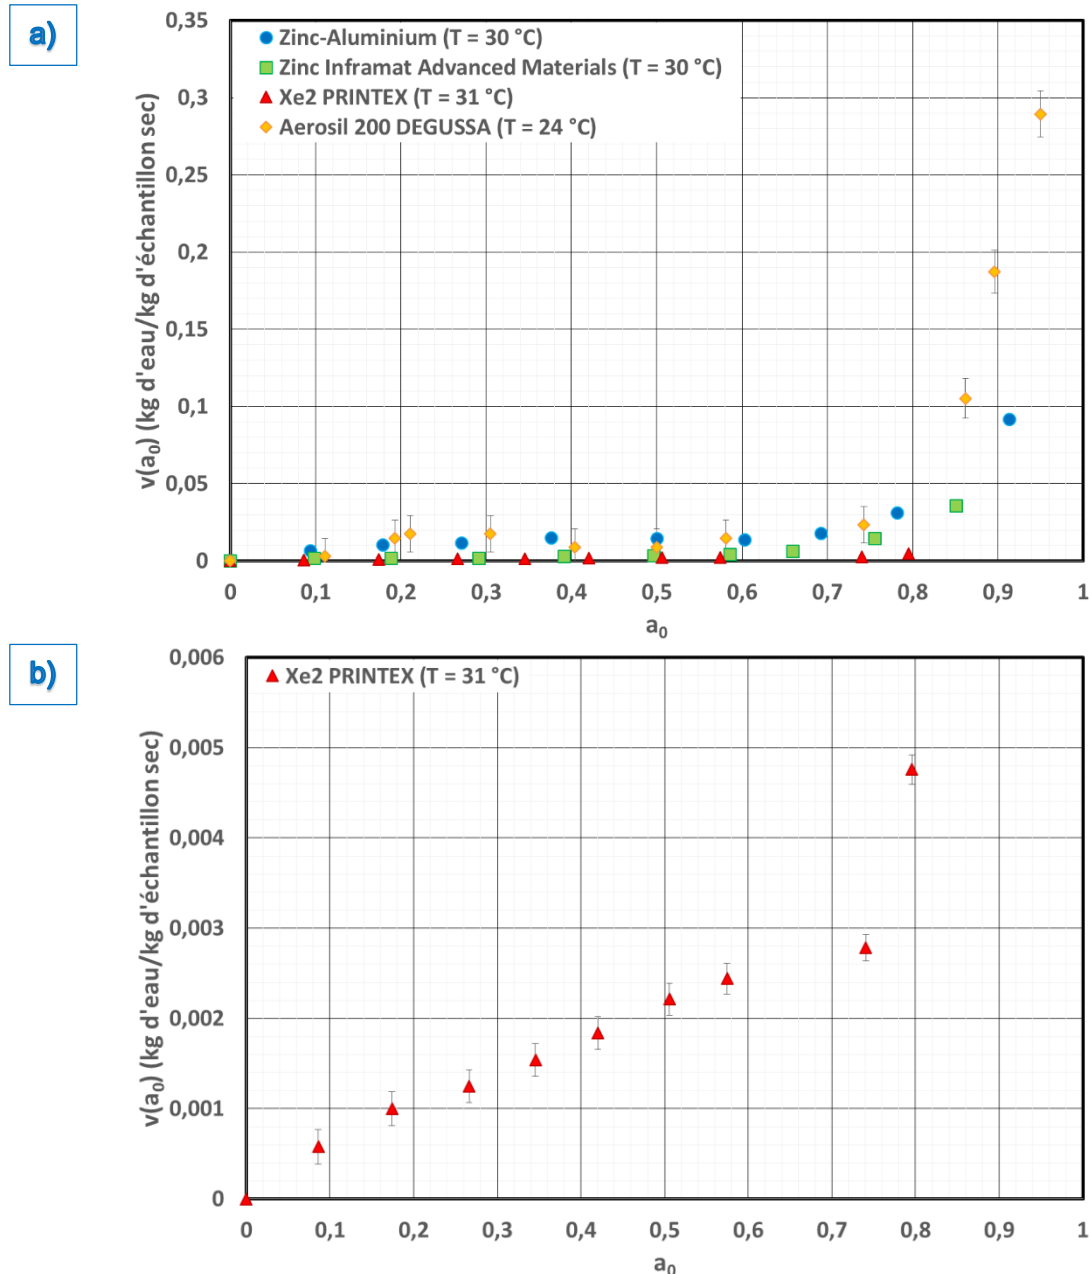 a)
0,35
Zinc-Aluminium (T = 30 °C)
Zinc Inframat Advanced Materials (T = 30 °C)
Xe2 PRINTEX (T = 31 °C)
Aerosil 200 DEGUSSA (T = 24 °C)
0,3
0,25
0,2
0,15
0,1
0,05
0
v(a₀) (kg d'eau/kg d'échantillon sec)
0 0,1 0,2 0,3 0,4 0,5 0,6 0,7 0,8 0,9 1
a₀
b)
0,006
Xe2 PRINTEX (T = 31 °C)
0,005
0,004
0,003
0,002
0,001
0
v(a₀) (kg d'eau/kg d'échantillon sec)
0 0,1 0,2 0,3 0,4 0,5 0,6 0,7 0,8 0,9 1
a₀